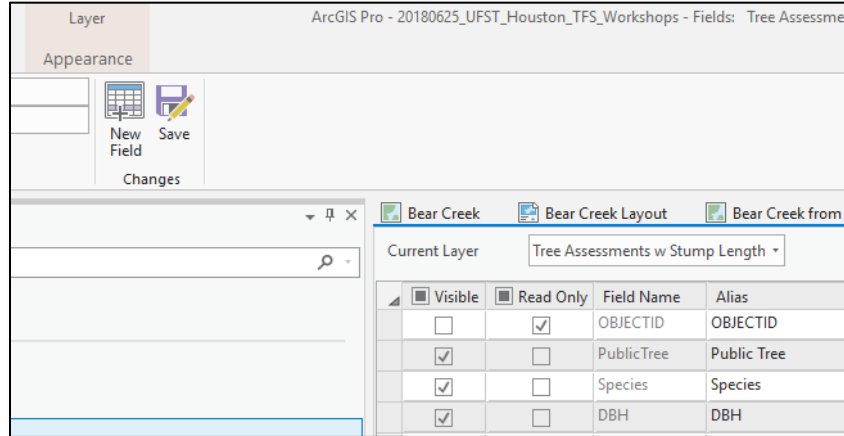 Layer
ArcGIS Pro - 20180625_UFST_Houston_TFS_Workshops - Fields: Tree Assessme
Appearance
New Field
Save
Changes
Bear Creek
Bear Creek Layout
Bear Creek from
Current Layer
Tree Assessments w Stump Length
Visible Read Only Field Name Alias
OBJECTID OBJECTID
PublicTree Public Tree
Species Species
DBH DBH